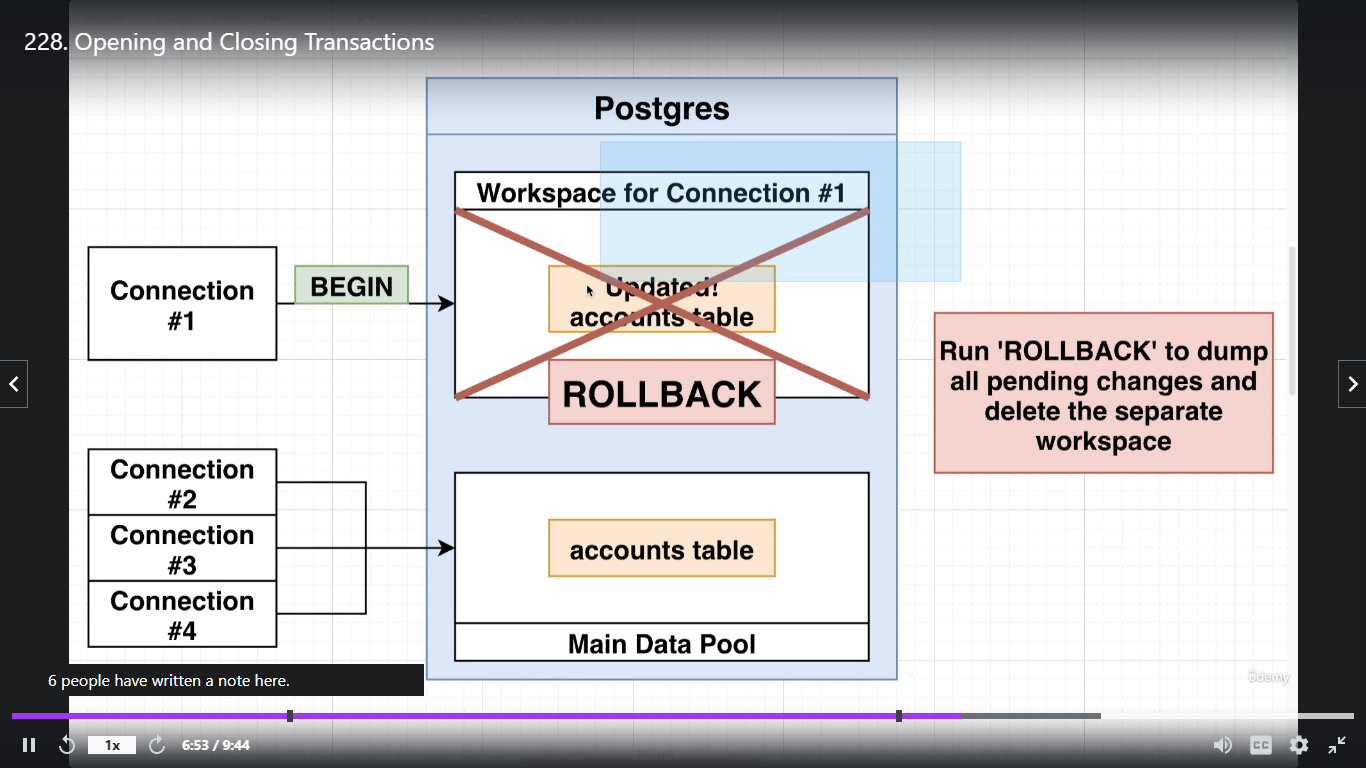 228. Opening and Closing Transactions
Postgres
Workspace for Connection #1
Connection
#1
BEGIN
Updated!
accounts table
ROLLBACK
Run 'ROLLBACK' to dump
all pending changes and
delete the separate
workspace
Connection
#2
Connection
#3
Connection
#4
accounts table
Main Data Pool
6 people have written a note here.
ûdemy
1x
6:53 / 9:44
CC